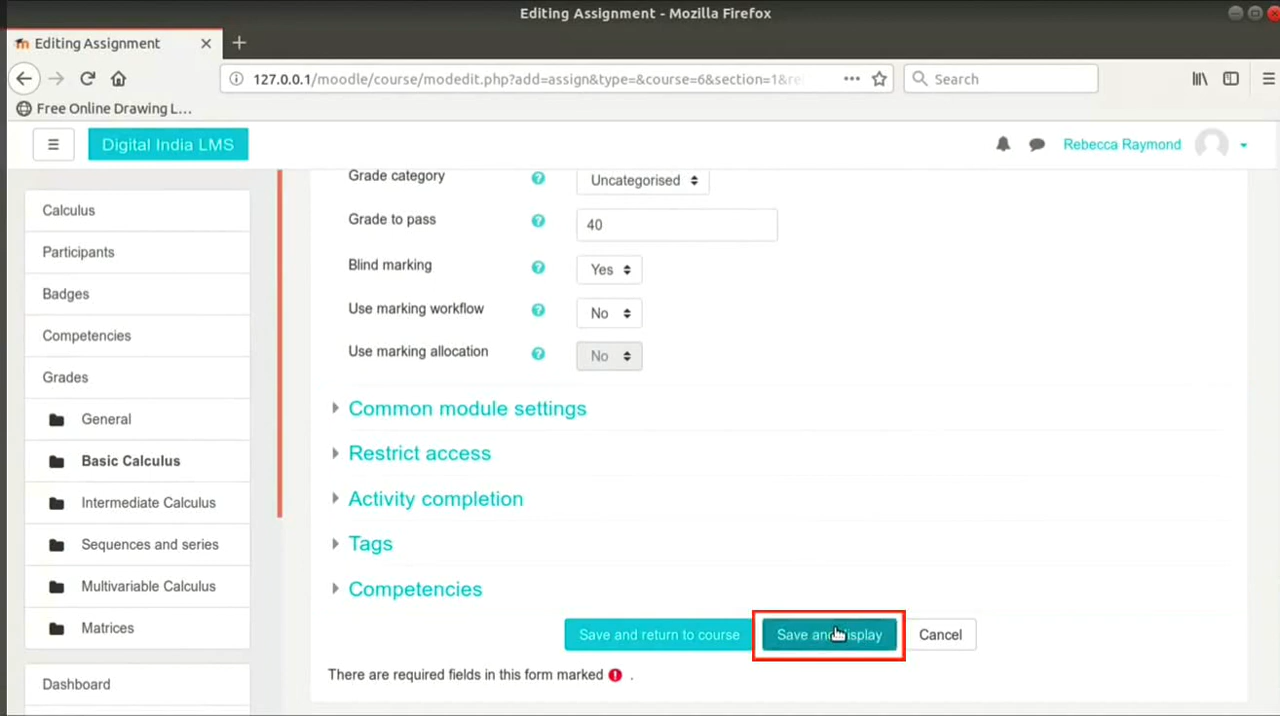 Editing Assignment - Mozilla Firefox
Editing Assignment
127.0.0.1/moodle/course/modedit.php?add=assign&type=&course=6&section=1&re
Search
Free Online Drawing L...
Digital India LMS
Rebecca Raymond
Calculus
Participants
Badges
Competencies
Grades
General
Basic Calculus
Intermediate Calculus
Sequences and series
Multivariable Calculus
Matrices
Dashboard
Grade category
Uncategorised
Grade to pass
40
Blind marking
Yes
Use marking workflow
No
Use marking allocation
No
Common module settings
Restrict access
Activity completion
Tags
Competencies
Save and return to course
Save and display
Cancel
There are required fields in this form marked .